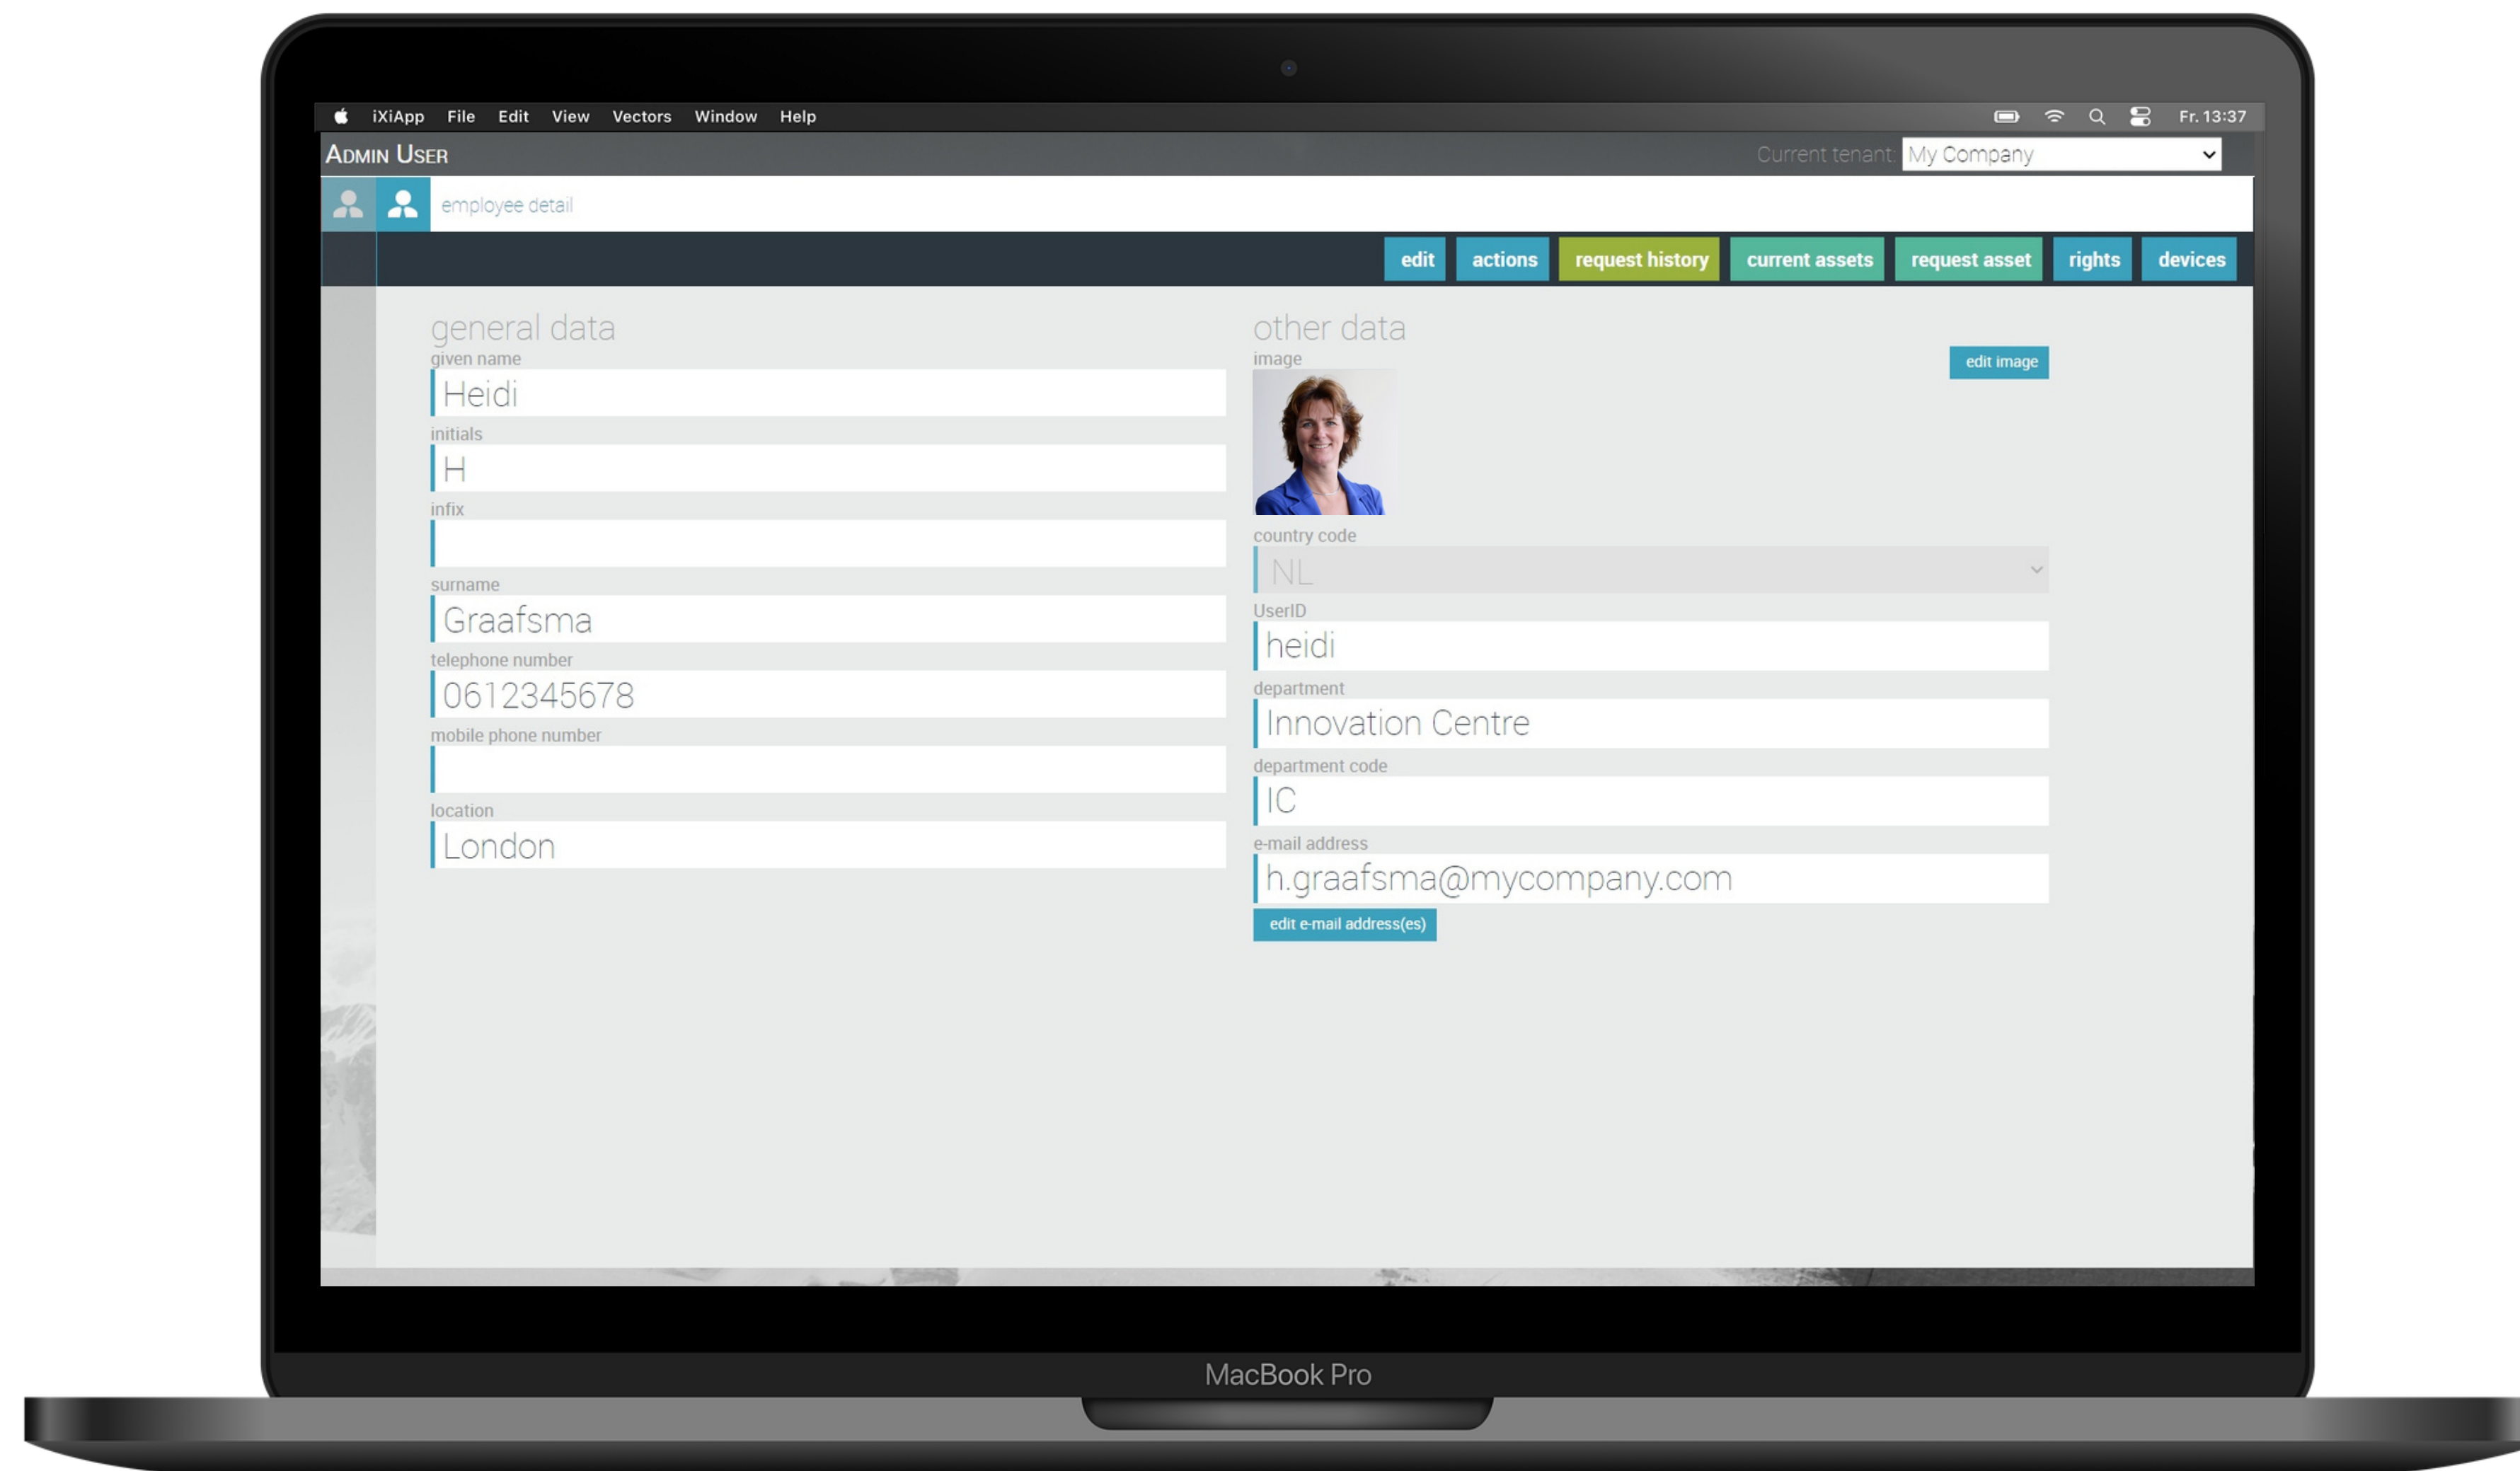 iXiApp File Edit View Vectors Window Help Fr. 13:37
ADMIN USER Current tenant: My Company
employee detail
edit actions request history current assets request asset rights devices
general data
given name
Heidi
initials
H
infix
surname
Graafsma
telephone number
0612345678
mobile phone number
location
London
other data
image
edit image
country code
NL
UserID
heidi
department
Innovation Centre
department code
IC
e-mail address
h.graafsma@mycompany.com
edit e-mail address(es)
MacBook Pro